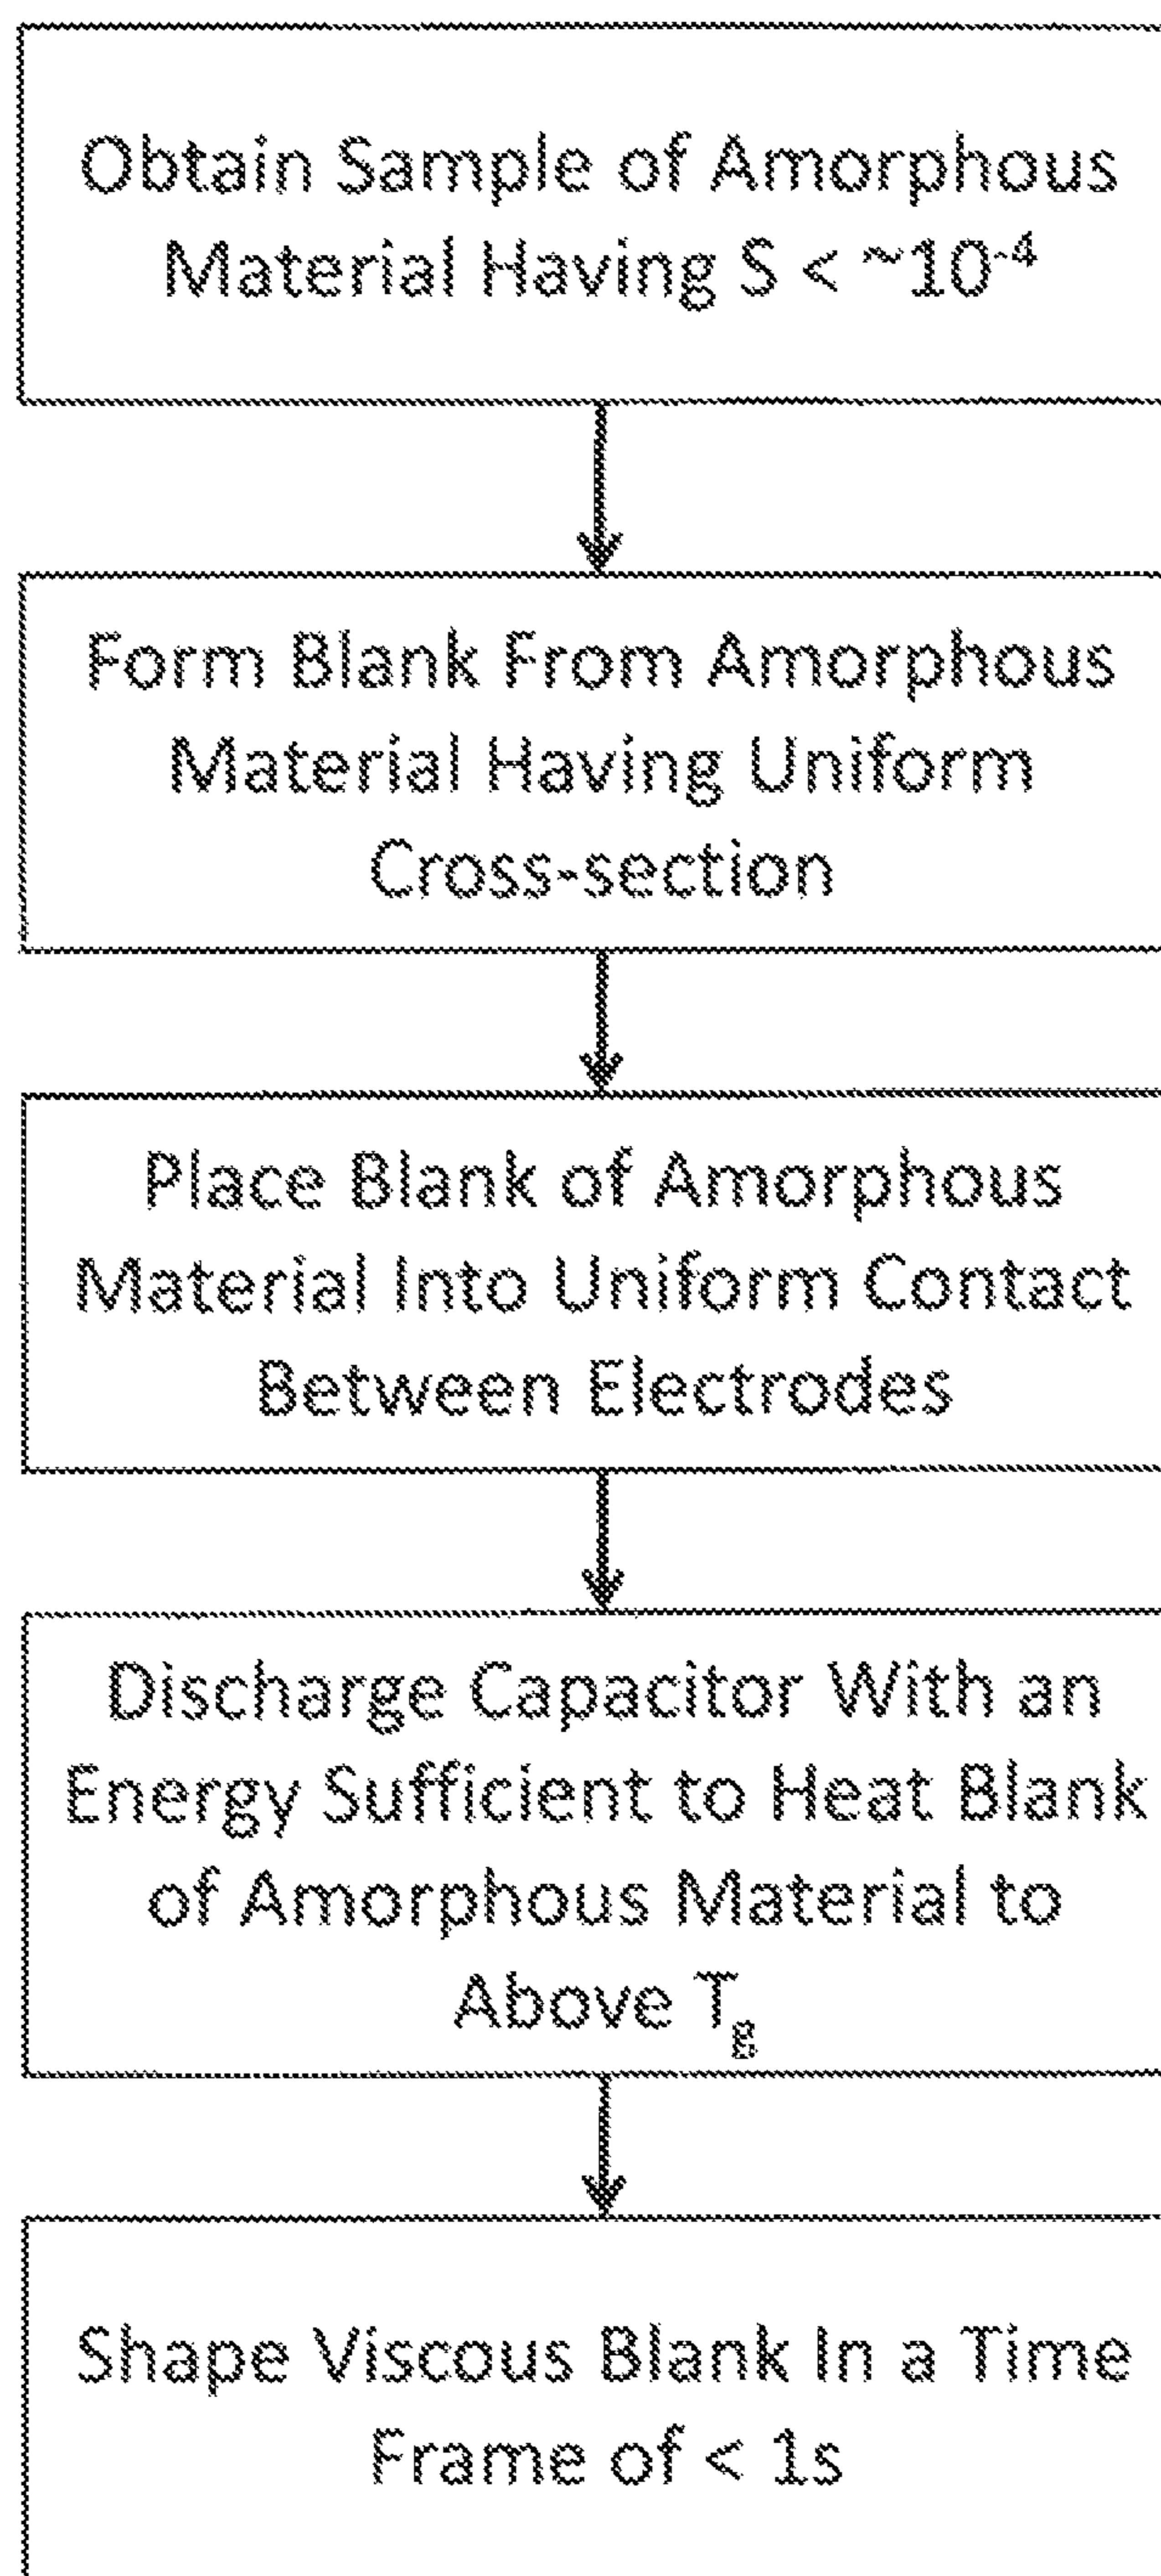 Obtain Sample of Amorphous
Material Having S < ~10⁻⁴
Form Blank From Amorphous
Material Having Uniform
Cross-section
Place Blank of Amorphous
Material Into Uniform Contact
Between Electrodes
Discharge Capacitor With an
Energy Sufficient to Heat Blank
of Amorphous Material to
Above Tg
Shape Viscous Blank In a Time
Frame of < 1s